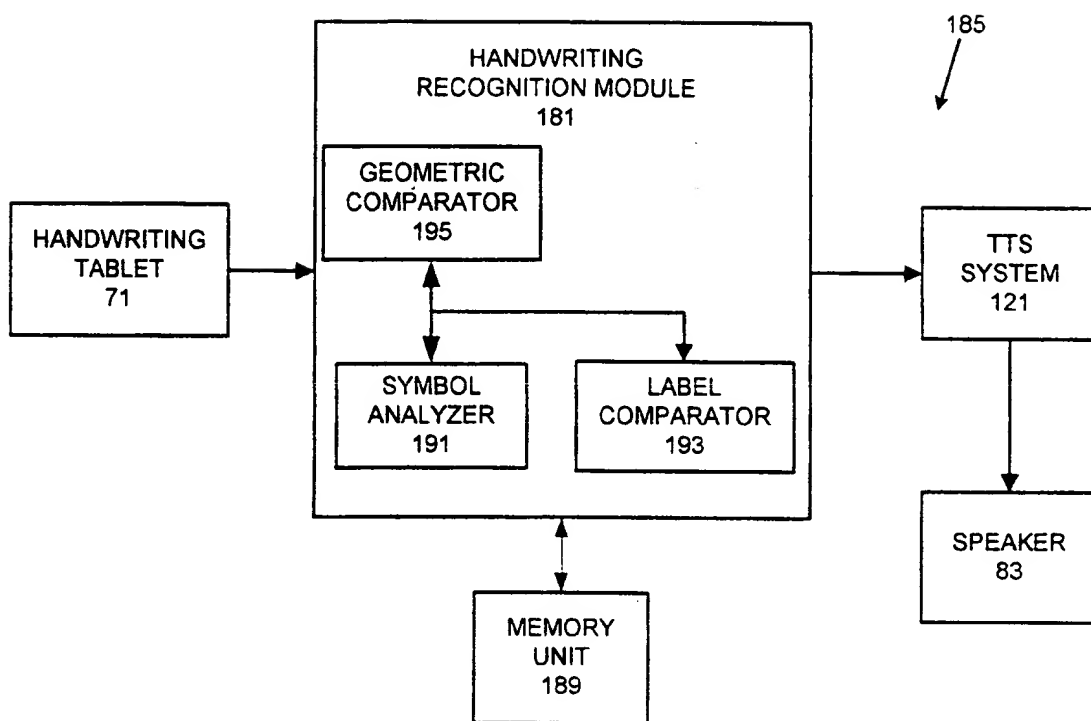 185
HANDWRITING
RECOGNITION MODULE
181
GEOMETRIC
COMPARATOR
195
HANDWRITING
TABLET
71
TTS
SYSTEM
121
SYMBOL
ANALYZER
191
LABEL
COMPARATOR
193
SPEAKER
83
MEMORY
UNIT
189